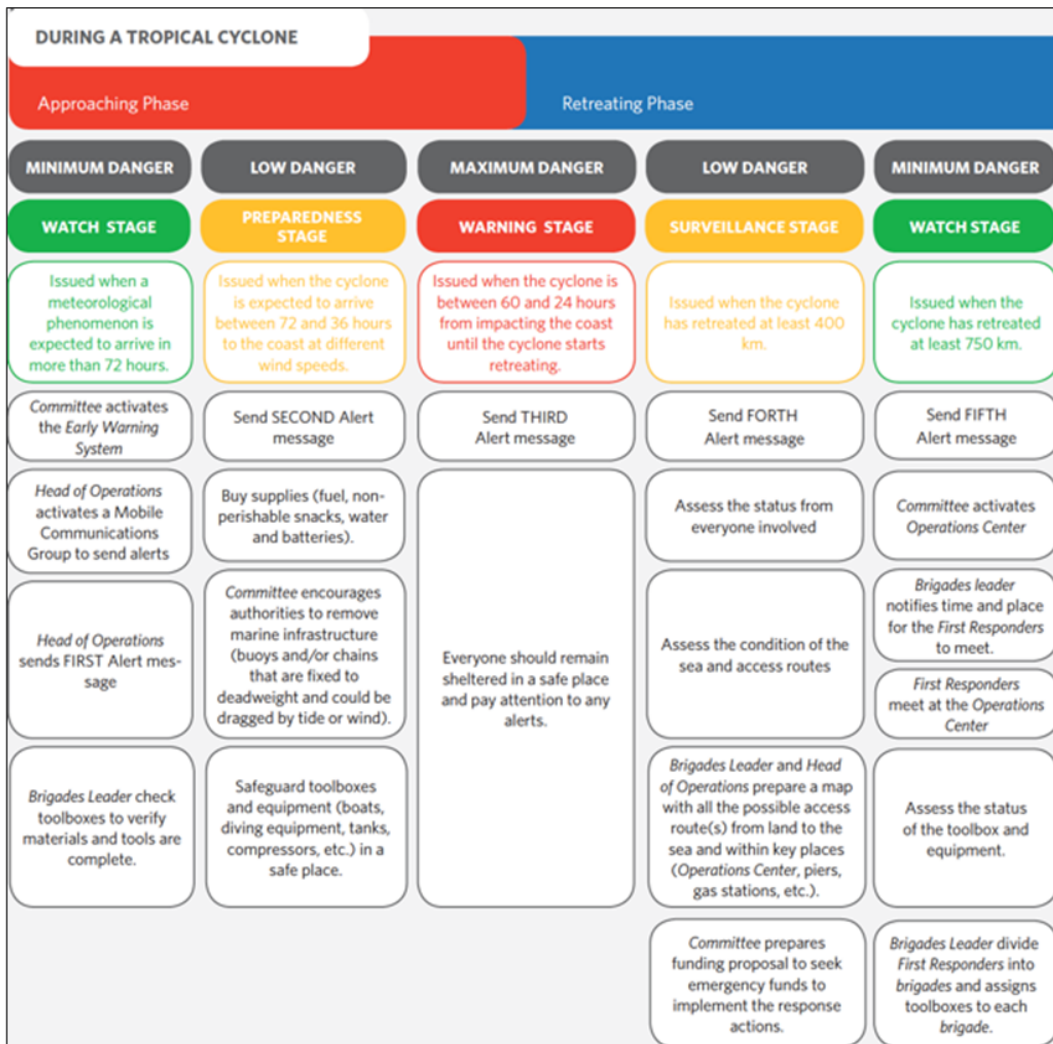 DURING A TROPICAL CYCLONE
Approaching Phase
Retreating Phase
MINIMUM DANGER
LOW DANGER
MAXIMUM DANGER
LOW DANGER
MINIMUM DANGER
WATCH STAGE
PREPAREDNESS
STAGE
WARNING STAGE
SURVEILLANCE STAGE
WATCH STAGE
Issued when a
meteorological
phenomenon is
expected to arrive in
more than 72 hours.
Issued when the cyclone
is expected to arrive
between 72 and 36 hours
to the coast at different
wind speeds.
Issued when the cyclone is
between 60 and 24 hours
from impacting the coast
until the cyclone starts
retreating.
Issued when the cyclone
has retreated at least 400
km.
Issued when the
cyclone has retreated
at least 750 km.
Committee activates
the Early Warning
System
Send SECOND Alert
message
Send THIRD
Alert message
Send FORTH
Alert message
Send FIFTH
Alert message
Head of Operations
activates a Mobile
Communications
Group to send alerts
Buy supplies (fuel, non-
perishable snacks, water
and batteries).
Everyone should remain
sheltered in a safe place
and pay attention to any
alerts.
Assess the status from
everyone involved
Committee activates
Operations Center
Head of Operations
sends FIRST Alert mes-
sage
Committee encourages
authorities to remove
marine infrastructure
(buoys and/or chains
that are fixed to
deadweight and could be
dragged by tide or wind).
Assess the condition of the
sea and access routes
Brigades leader
notifies time and place
for the First Responders
to meet.
First Responders
meet at the Operations
Center
Brigades Leader check
toolboxes to verify
materials and tools are
complete.
Safeguard toolboxes
and equipment (boats,
diving equipment, tanks,
compressors, etc.) in a
safe place.
Brigades Leader and Head
of Operations prepare a map
with all the possible access
route(s) from land to the
sea and within key places
(Operations Center, piers,
gas stations, etc.).
Assess the status
of the toolbox and
equipment.
Committee prepares
funding proposal to seek
emergency funds to
implement the response
actions.
Brigades Leader divide
First Responders into
brigades and assigns
toolboxes to each
brigade.